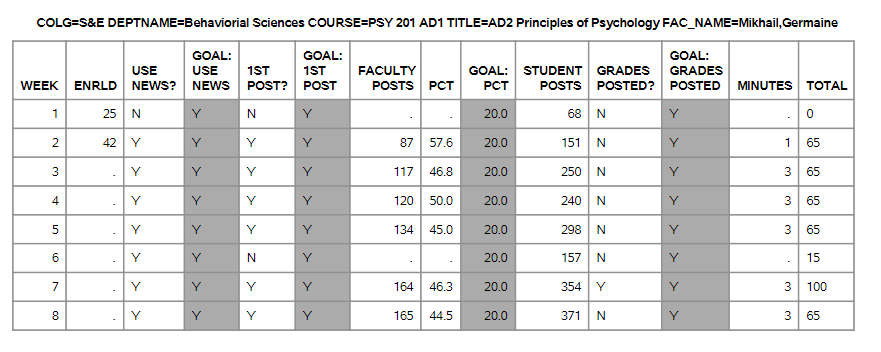 COLG=S&E DEPTNAME=Behaviorial Sciences COURSE=PSY 201 AD1 TITLE=AD2 Principles of Psychology FAC_NAME=Mikhail,Germaine
WEEK ENRLD USE NEWS? GOAL: USE NEWS 1ST POST? GOAL: 1ST POST FACULTY POSTS PCT GOAL: PCT STUDENT POSTS GRADES POSTED? GOAL: GRADES POSTED MINUTES TOTAL
1 25 N Y N Y . . 20.0 68 N Y . 0
2 42 Y Y Y Y 87 57.6 20.0 151 N Y 1 65
3 . Y Y Y Y 117 46.8 20.0 250 N Y 3 65
4 . Y Y Y Y 120 50.0 20.0 240 N Y 3 65
5 . Y Y Y Y 134 45.0 20.0 298 N Y 3 65
6 . Y Y N Y . . 20.0 157 N Y . 15
7 . Y Y Y Y 164 46.3 20.0 354 Y Y 3 100
8 . Y Y Y Y 165 44.5 20.0 371 N Y 3 65